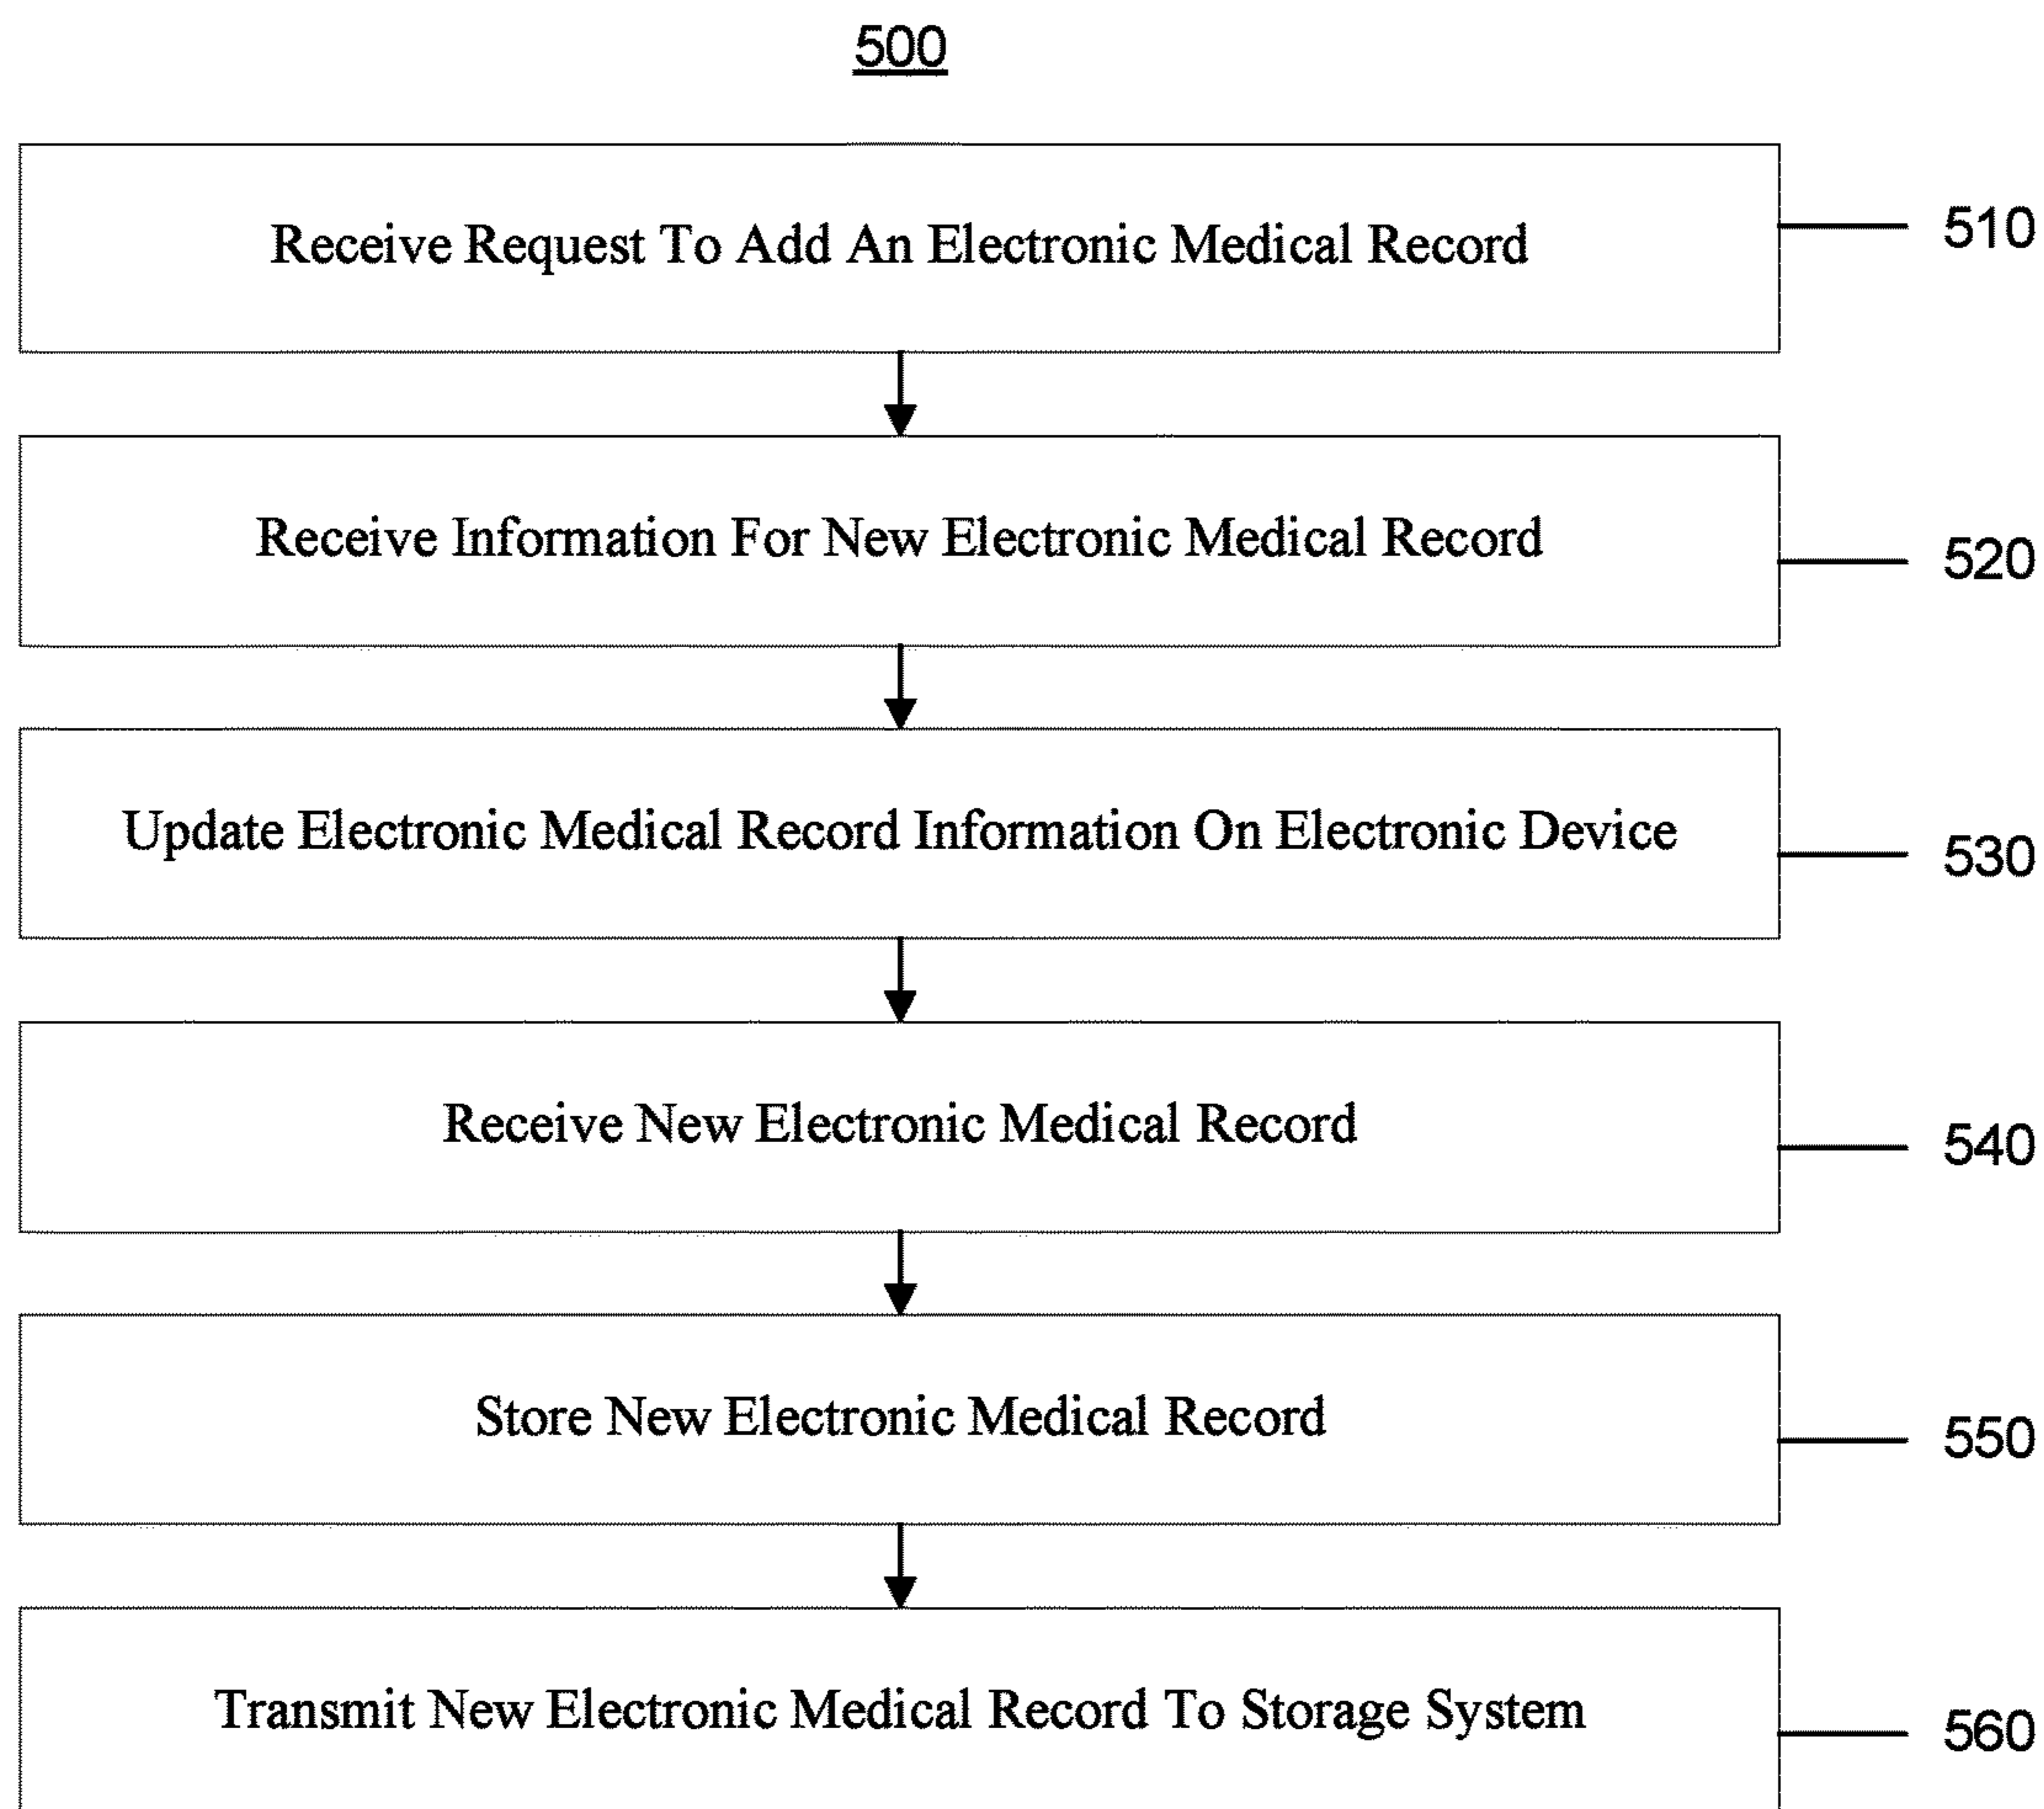 500
Receive Request To Add An Electronic Medical Record
510
Receive Information For New Electronic Medical Record
520
Update Electronic Medical Record Information On Electronic Device
530
Receive New Electronic Medical Record
540
Store New Electronic Medical Record
550
Transmit New Electronic Medical Record To Storage System
560